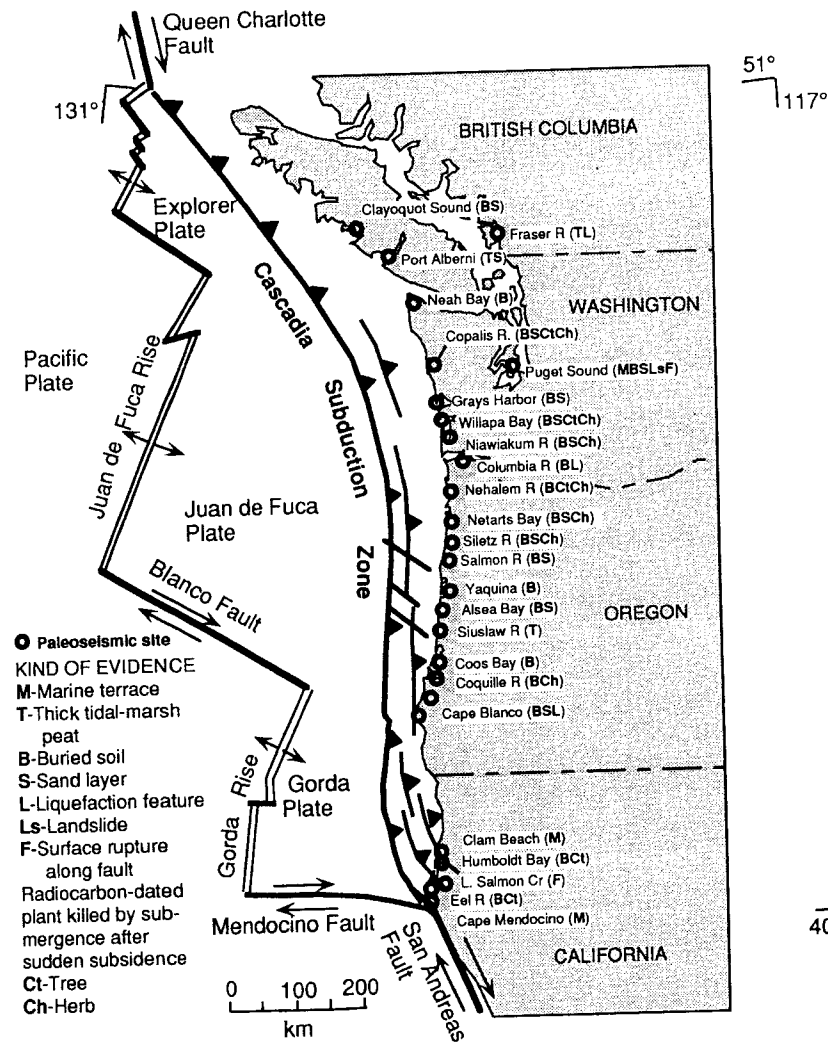 Queen Charlotte
Fault
51°
117°
131°
BRITISH COLUMBIA
Explorer
Plate
Clayoquot Sound (BS)
Fraser R (TL)
Port Alberni (TS)
Neah Bay (B)
WASHINGTON
Copalis R. (BSCtCh)
Puget Sound (MBSLsF)
Pacific
Plate
Juan de Fuca Rise
Cascadia
Subduction
Zone
Grays Harbor (BS)
Willapa Bay (BSCtCh)
Niawiakum R (BSCh)
Columbia R (BL)
Nehalem R (BCtCh)
Juan de Fuca
Plate
Netarts Bay (BSCh)
Siletz R (BSCh)
Salmon R (BS)
Blanco Fault
Yaquina (B)
Alsea Bay (BS)
OREGON
Siuslaw R (T)
Coos Bay (B)
Coquille R (BCh)
Cape Blanco (BSL)
Paleoseismic site
KIND OF EVIDENCE
M-Marine terrace
T-Thick tidal-marsh
peat
B-Buried soil
S-Sand layer
L-Liquefaction feature
Ls-Landslide
F-Surface rupture
along fault
Radiocarbon-dated
plant killed by sub-
mergence after
sudden subsidence
Ct-Tree
Ch-Herb
Gorda Rise
Gorda
Plate
Clam Beach (M)
Humboldt Bay (BCt)
L. Salmon Cr (F)
Eel R (BCt)
Cape Mendocino (M)
Mendocino Fault
San Andreas
Fault
CALIFORNIA
40
0 100 200
km